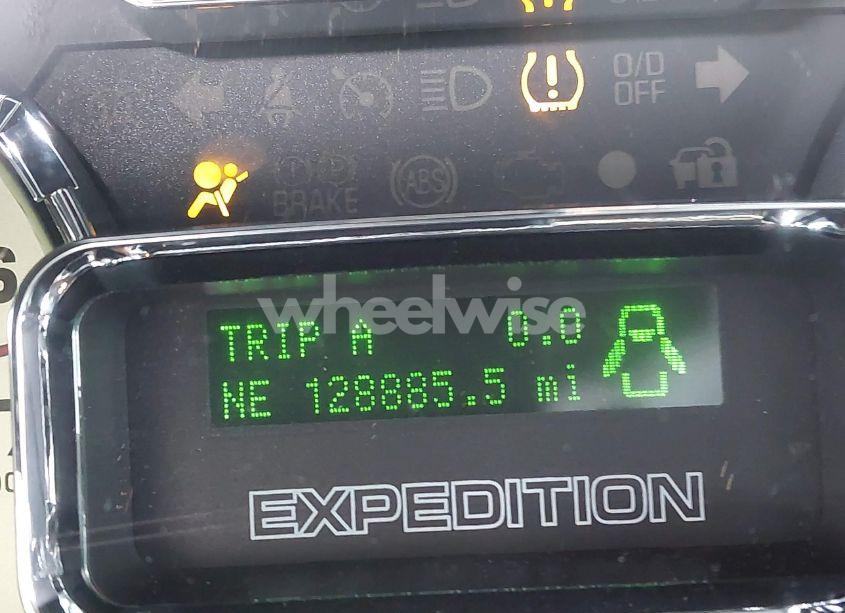 O/D
OFF
BRAKE
ABS
wheelwise
TRIP A 0.0
NE 128885.5 mi
EXPEDITION